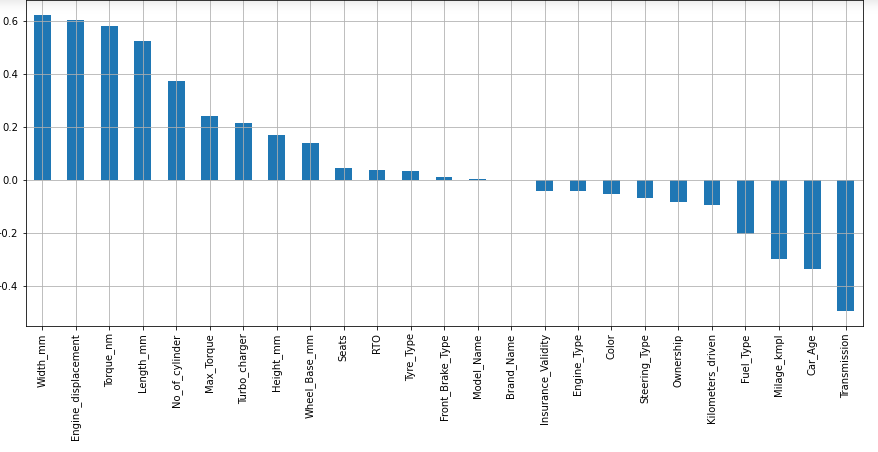 0.6
0.4
0.2
0.0
-0.2
-0.4
Width_mm
Engine_displacement
Torque_nm
Length_mm
No_of_cylinder
Max_Torque
Turbo_charger
Height_mm
Wheel_Base_mm
Seats
RTO
Tyre_Type
Front_Brake_Type
Model_Name
Brand_Name
Insurance_Validity
Engine_Type
Color
Steering_Type
Ownership
Kilometers_driven
Fuel_Type
Milage_kmpl
Car_Age
Transmission